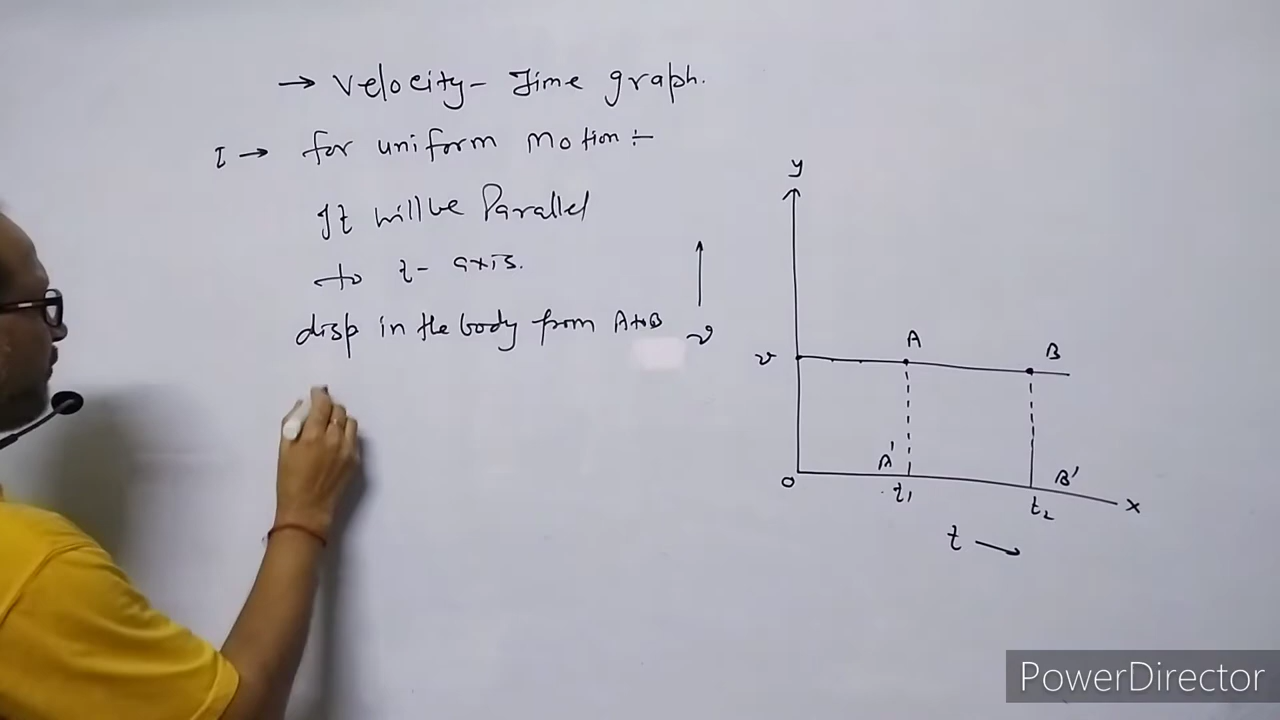 → Velocity - Time graph.
I → for uniform Motion :-
It will be Parallel
to t - axis.
disp in the body from A to B
y
v
v
A
B
O
A'
t₁
B'
t₂
x
t →
PowerDirector